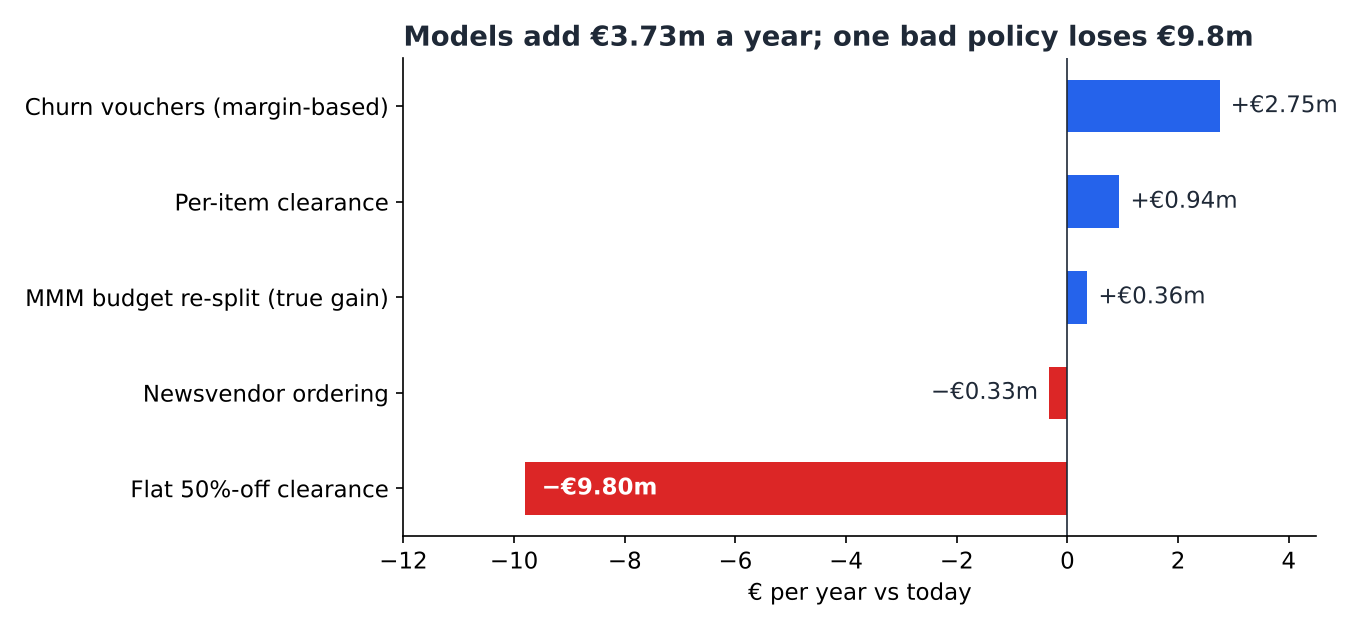 Models add €3.73m a year; one bad policy loses €9.8m
Churn vouchers (margin-based)
+€2.75m
Per-item clearance
+€0.94m
MMM budget re-split (true gain)
+€0.36m
Newsvendor ordering
−€0.33m
Flat 50%-off clearance
−€9.80m
−12 −10 −8 −6 −4 −2 0 2 4
€ per year vs today